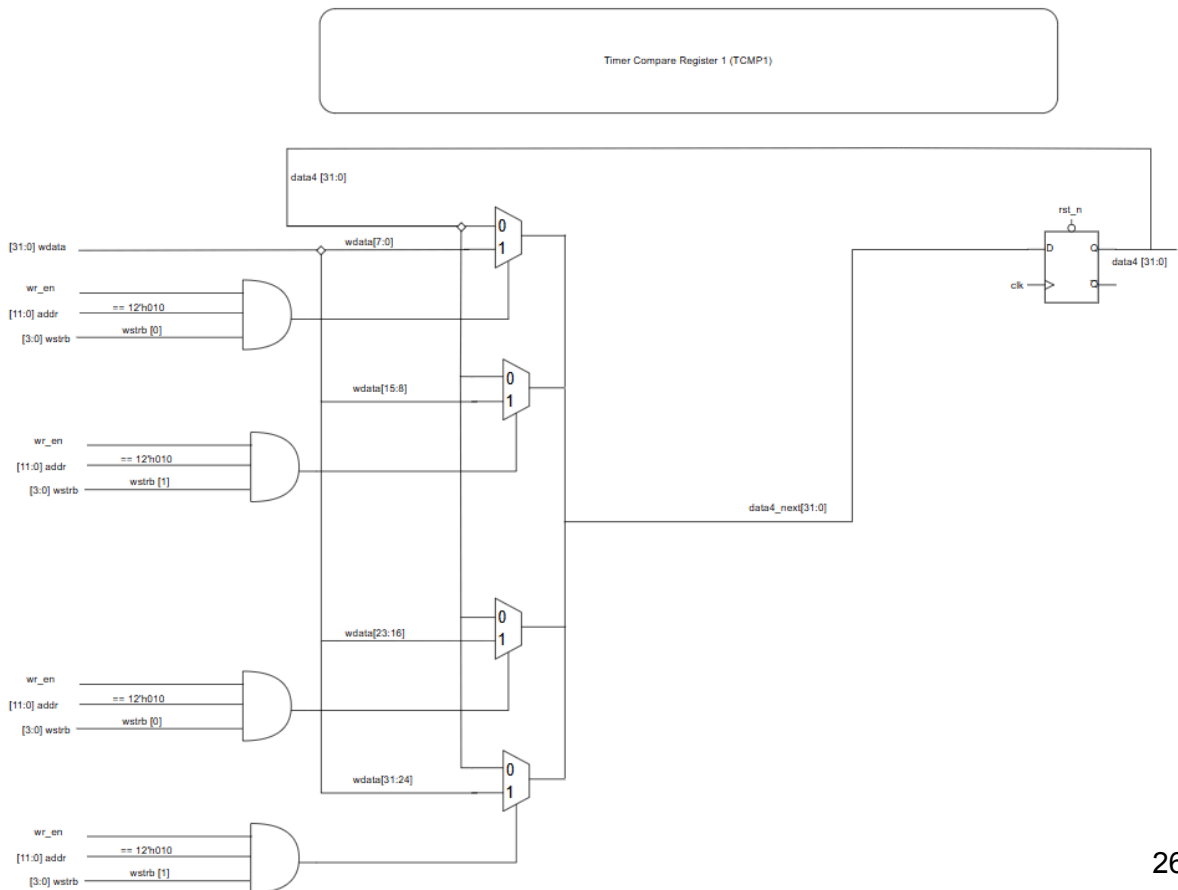 Timer Compare Register 1 (TCMP1)
data4 [31:0]
rst_n
D
Q
Q
clk
data4 [31:0]
[31:0] wdata
wdata[7:0]
0
1
wr_en
[11:0] addr
== 12'h010
[3:0] wstrb
wstrb [0]
wdata[15:8]
0
1
wr_en
[11:0] addr
== 12'h010
[3:0] wstrb
wstrb [1]
data4_next[31:0]
wdata[23:16]
0
1
wr_en
[11:0] addr
== 12'h010
[3:0] wstrb
wstrb [0]
wdata[31:24]
0
1
wr_en
[11:0] addr
== 12'h010
[3:0] wstrb
wstrb [1]
26